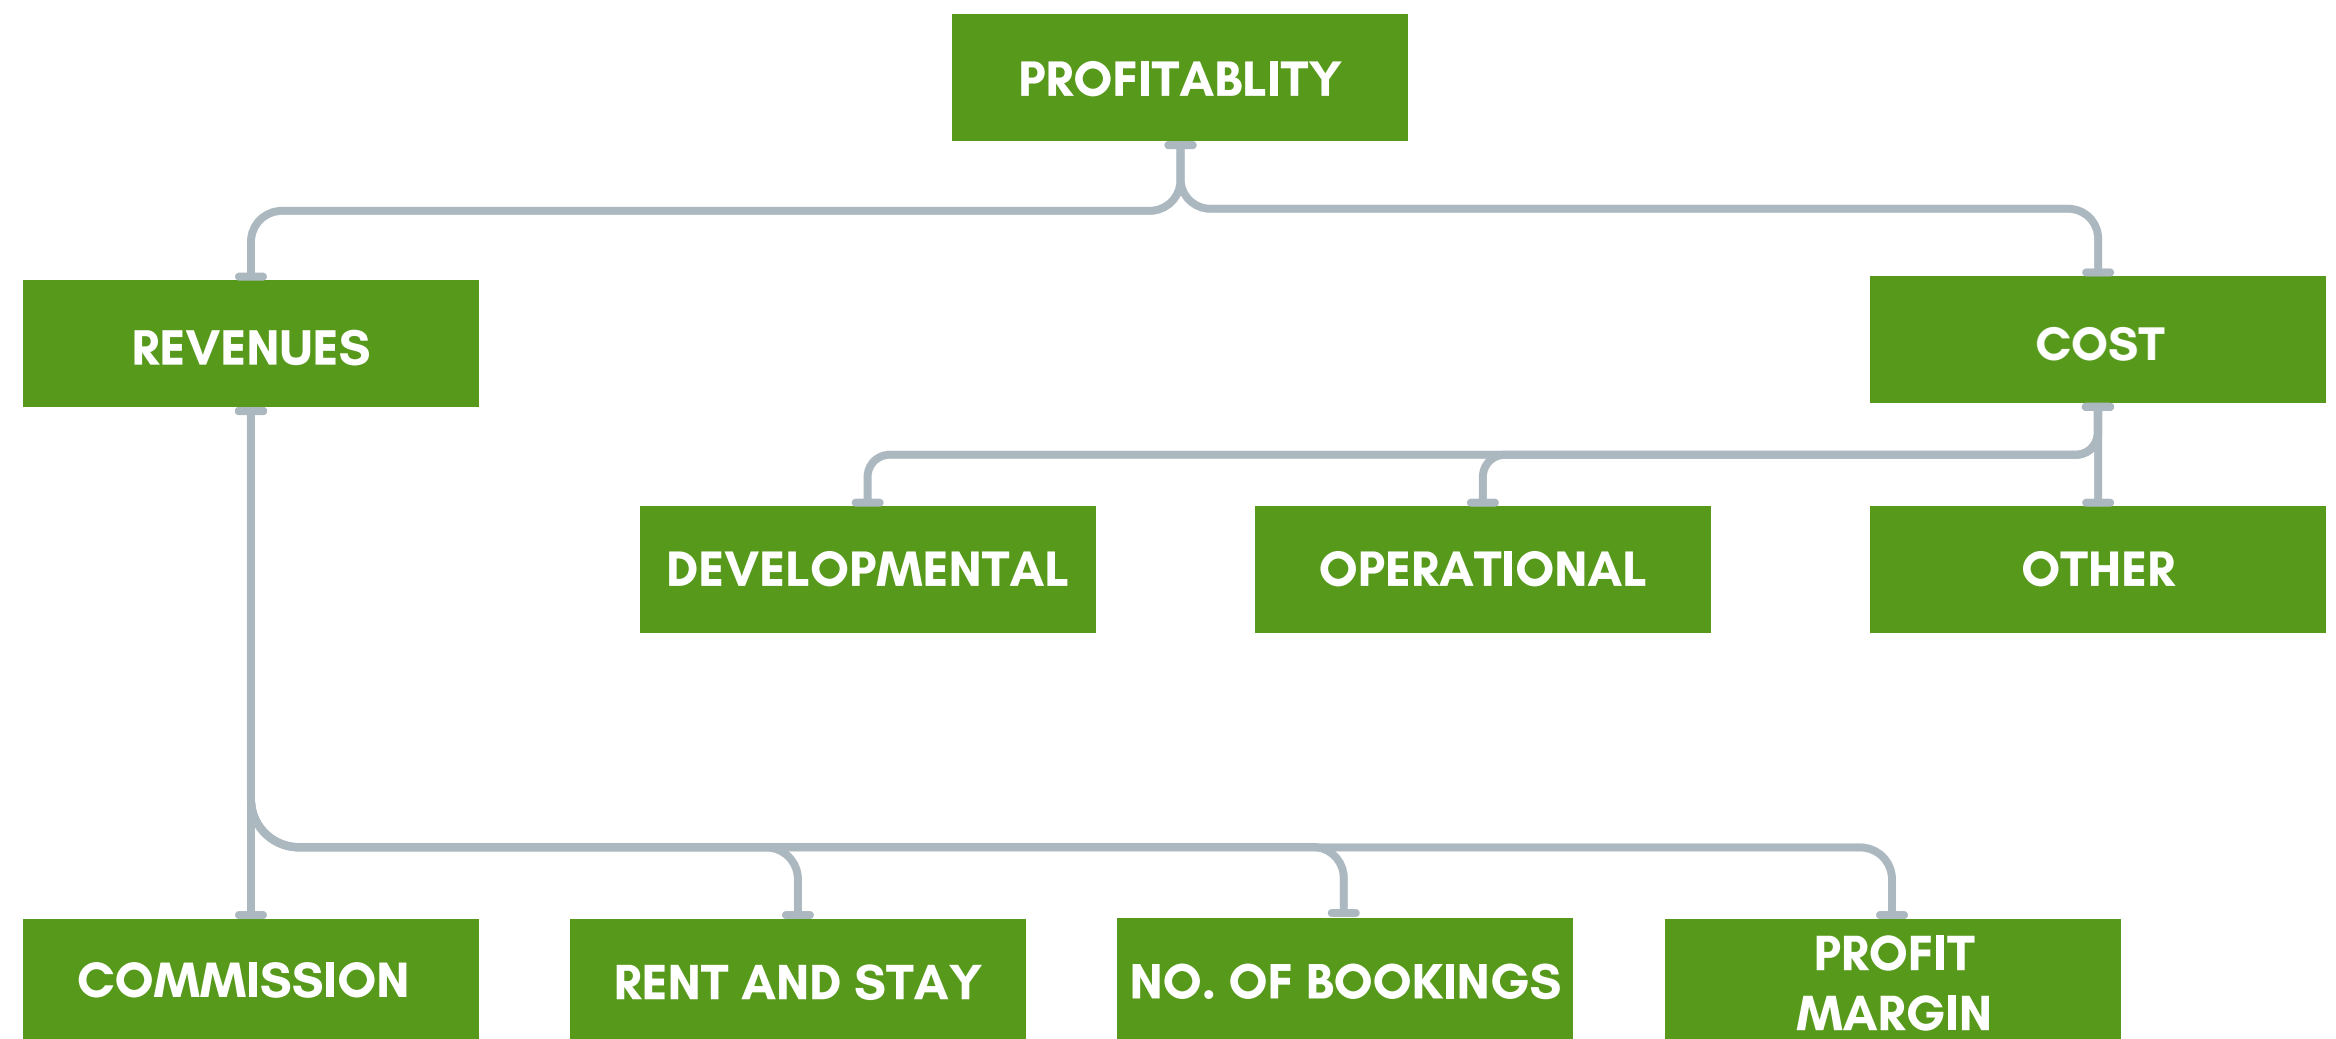 PROFITABLITY
REVENUES
COST
DEVELOPMENTAL
OPERATIONAL
OTHER
COMMISSION
RENT AND STAY
NO. OF BOOKINGS
PROFIT
MARGIN